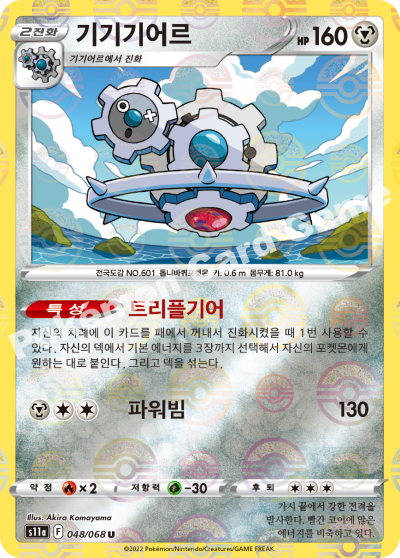 2진화
기기기어르
HP 160
기기어르에서 진화
전국도감 NO.601 톱니바퀴포켓몬 키: 0.6 m 몸무게: 81.0 kg
특성 트리플기어
자신의 차례에 이 카드를 패에서 꺼내서 진화시켰을 때 1번 사용할 수
있다. 자신의 덱에서 기본 에너지를 3장까지 선택해서 자신의 포켓몬에게
원하는 대로 붙인다. 그리고 덱을 섞는다.
파워빔 130
약점 ×2 저항력 -30 후퇴
Illus. Akira Komayama
s11a F 048/068 U
가시 끝에서 강한 전격을
발사한다. 빨간 코어에 많은
에너지를 비축하고 있다.
©2022 Pokémon/Nintendo/Creatures/GAME FREAK.